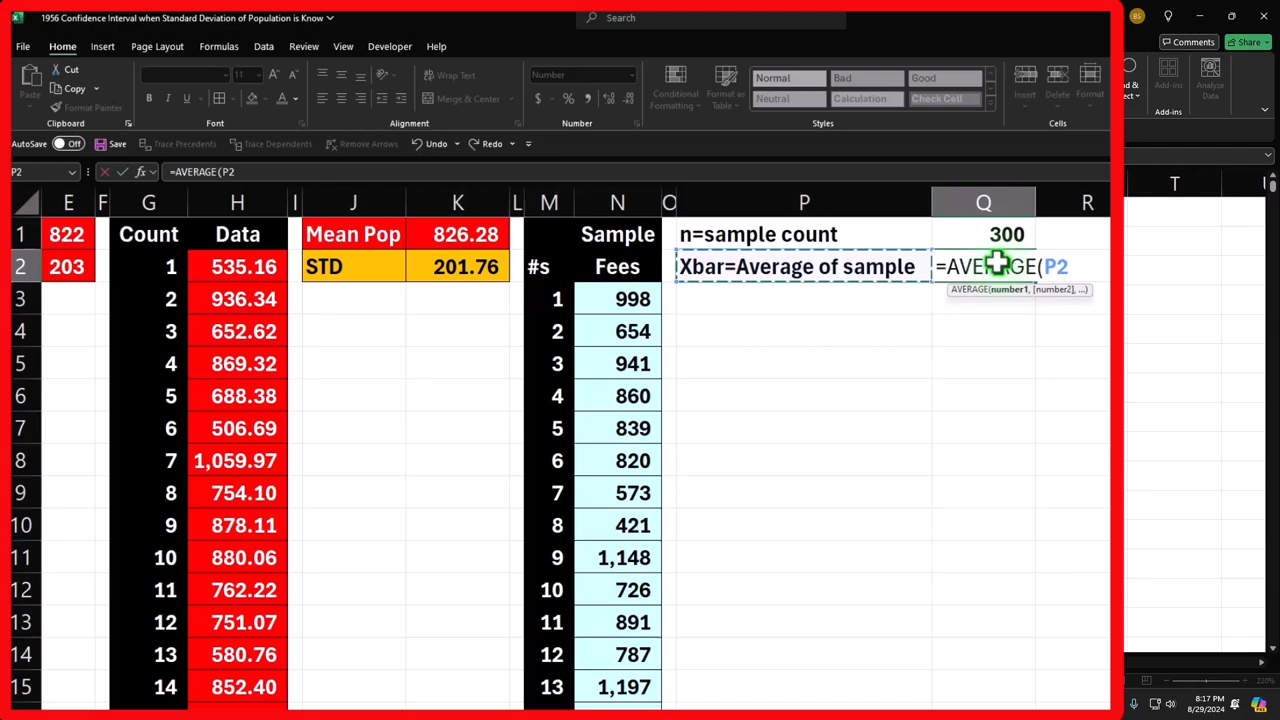 1956 Confidence Interval when Standard Deviation of Population is Know
Search
BS
File Home Insert Page Layout Formulas Data Review View Developer Help
Comments Share
Paste
Cut
Copy
Format Painter
Clipboard
11
Font
Wrap Text
Merge & Center
Alignment
Number
Number
Conditional Formatting
Format as Table
Normal Bad Good
Neutral Calculation Check Cell
Styles
Insert Delete Format
Cells
Add-ins
Add-ins
Analyze Data
AutoSave Off Save Trace Precedents Trace Dependents Remove Arrows Undo Redo
P2 fx =AVERAGE(P2
E F G H I J K L M N O P Q R T
1 822 Count Data Mean Pop 826.28 Sample n=sample count 300
2 203 1 535.16 STD 201.76 #s Fees Xbar=Average of sample =AVERAGE(P2
AVERAGE(number1, [number2], ...)
3 2 936.34 1 998
4 3 652.62 2 654
5 4 869.32 3 941
6 5 688.38 4 860
7 6 506.69 5 839
8 7 1,059.97 6 820
9 8 754.10 7 573
10 9 878.11 8 421
11 10 880.06 9 1,148
12 11 762.22 10 726
13 12 751.07 11 891
14 13 580.76 12 787
15 14 852.40 13 1,197
220%
8:17 PM
8/29/2024